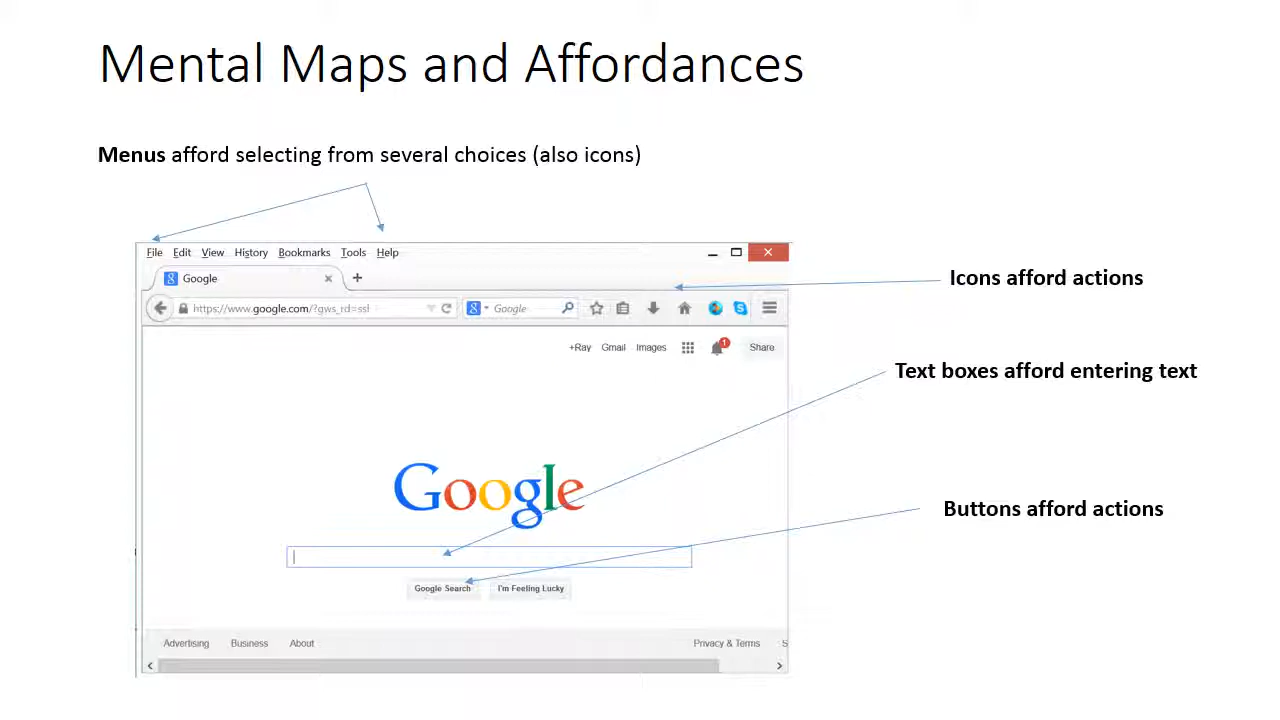 Mental Maps and Affordances
Menus afford selecting from several choices (also icons)
File Edit View History Bookmarks Tools Help
Google
Icons afford actions
https://www.google.com/?gws_rd=ssl
Google
+Ray Gmail Images 1 Share
Text boxes afford entering text
Google
Buttons afford actions
Google Search I'm Feeling Lucky
Advertising Business About Privacy & Terms S